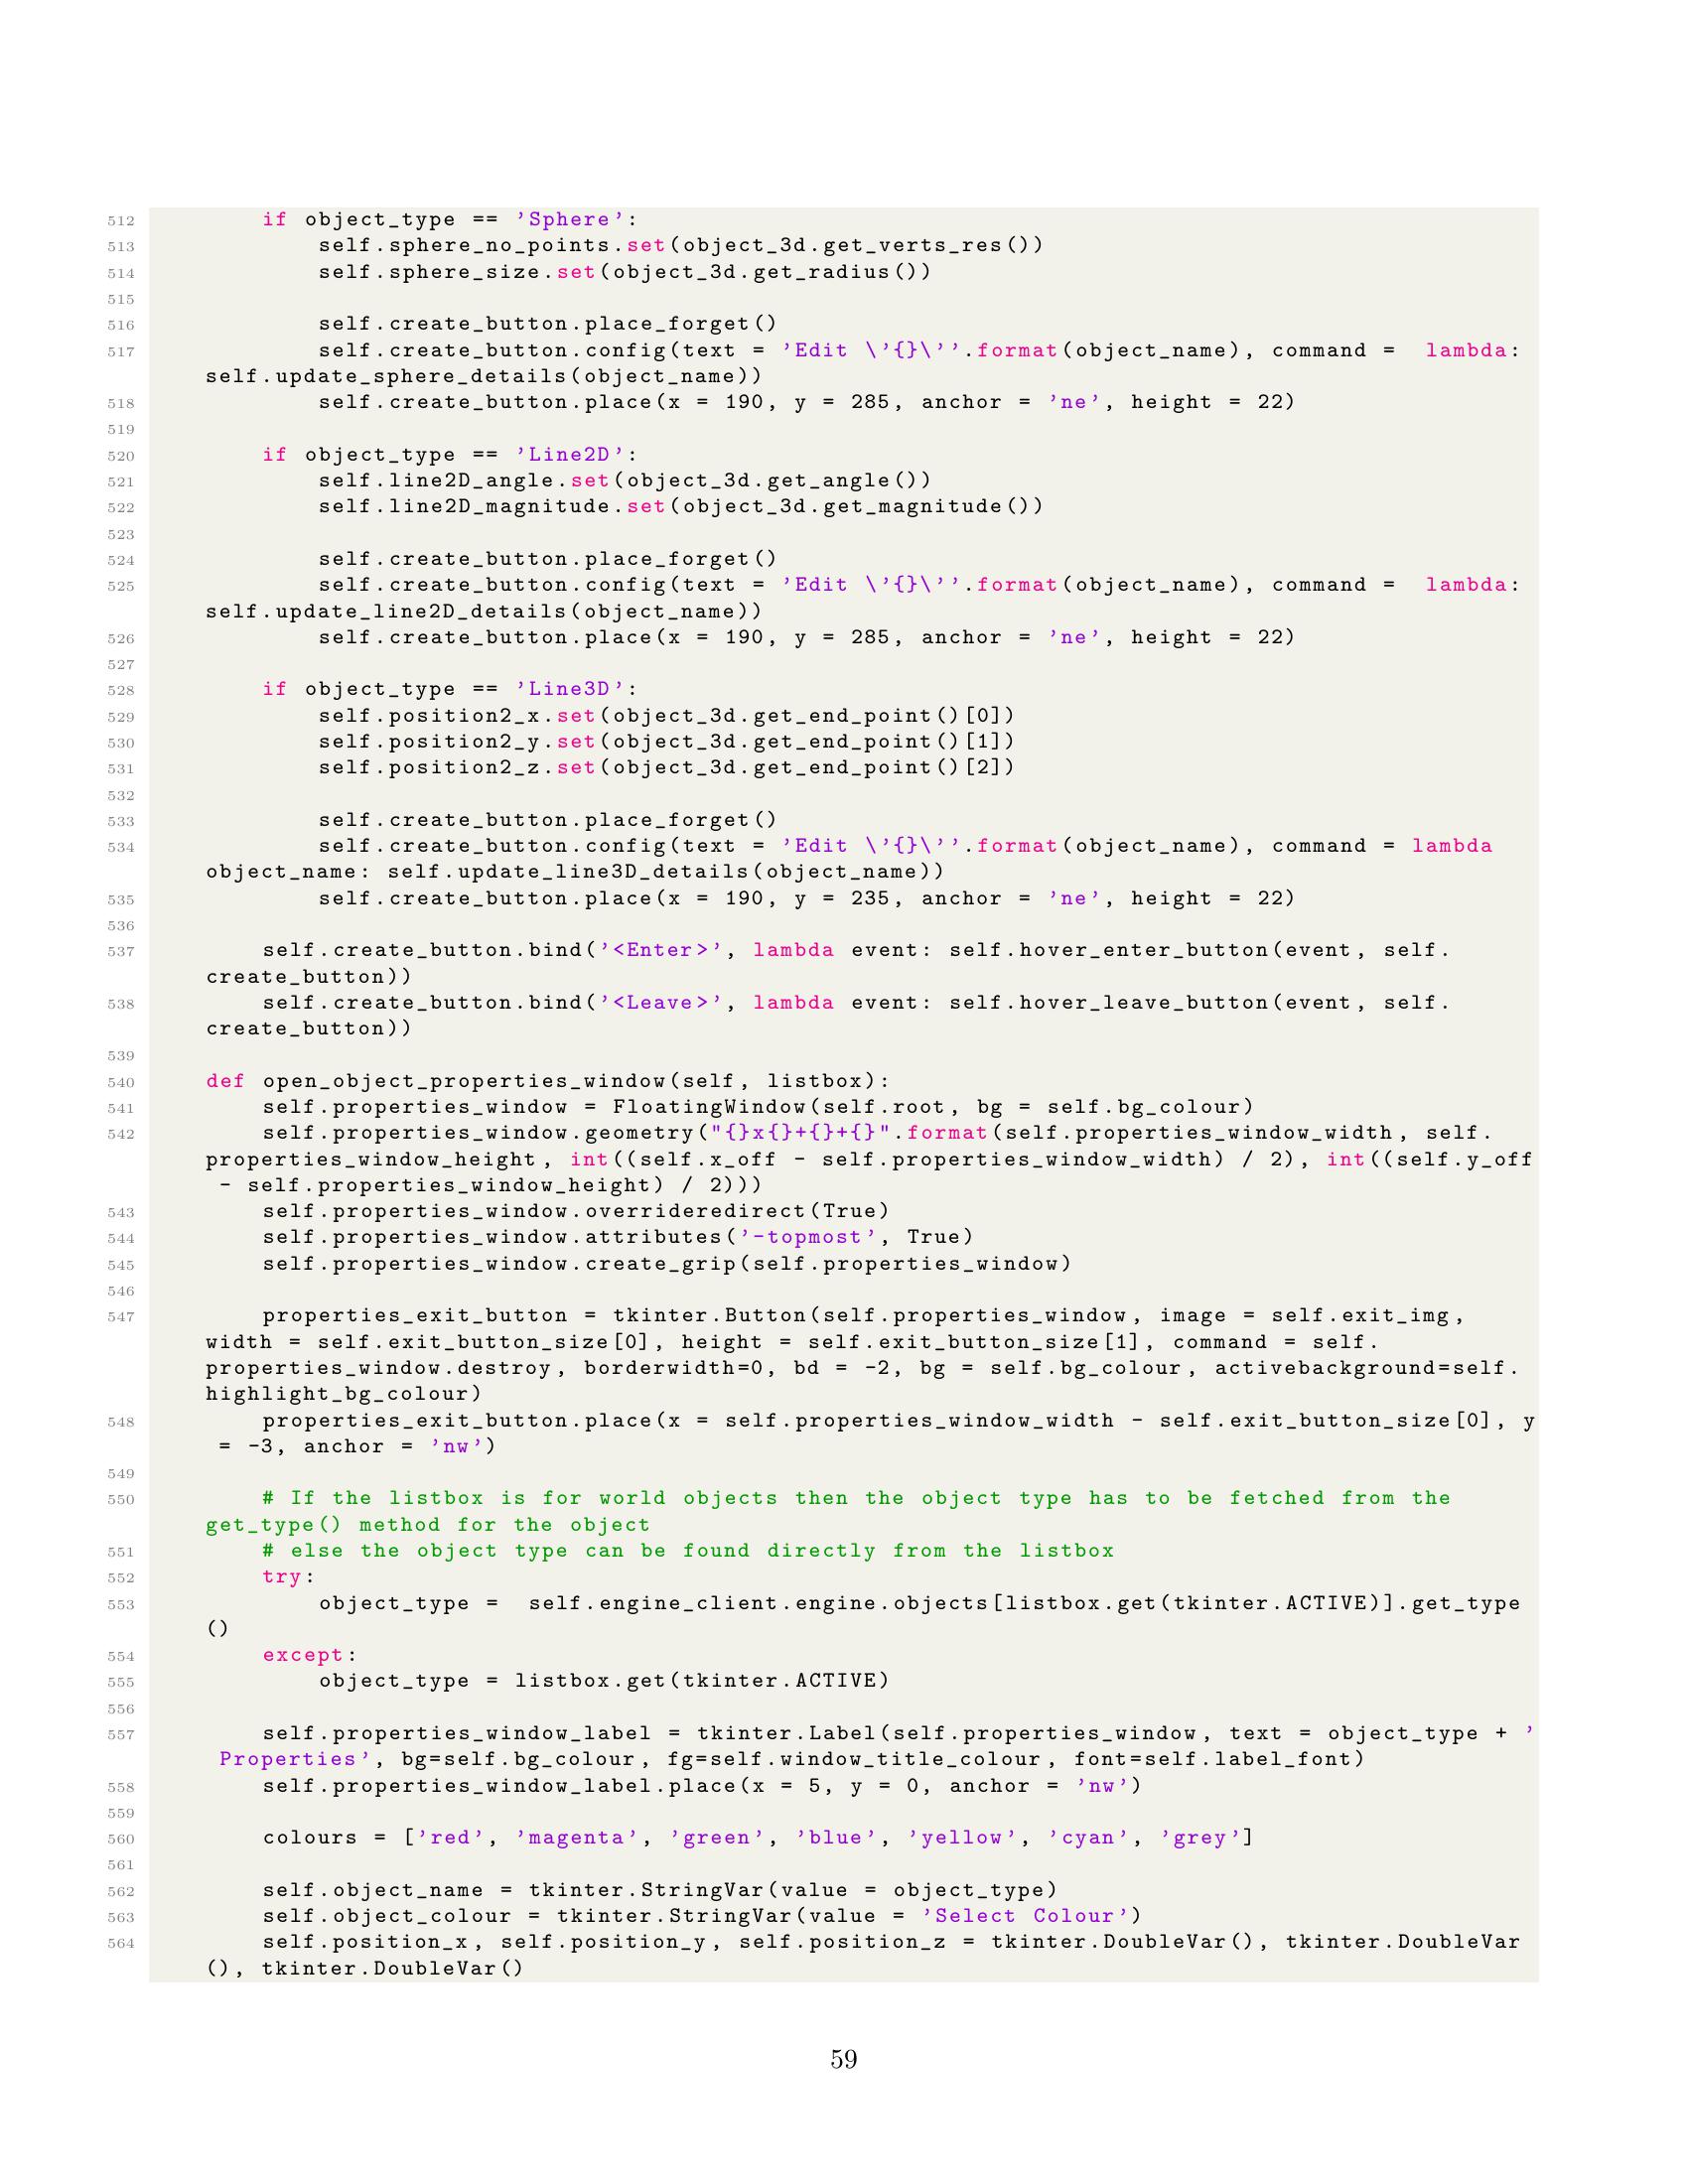 512         if object_type == 'Sphere':
513             self.sphere_no_points.set(object_3d.get_verts_res())
514             self.sphere_size.set(object_3d.get_radius())
515
516             self.create_button.place_forget()
517             self.create_button.config(text = 'Edit \'{}\''.format(object_name), command =  lambda:
    self.update_sphere_details(object_name))
518             self.create_button.place(x = 190, y = 285, anchor = 'ne', height = 22)
519
520         if object_type == 'Line2D':
521             self.line2D_angle.set(object_3d.get_angle())
522             self.line2D_magnitude.set(object_3d.get_magnitude())
523
524             self.create_button.place_forget()
525             self.create_button.config(text = 'Edit \'{}\''.format(object_name), command =  lambda:
    self.update_line2D_details(object_name))
526             self.create_button.place(x = 190, y = 285, anchor = 'ne', height = 22)
527
528         if object_type == 'Line3D':
529             self.position2_x.set(object_3d.get_end_point()[0])
530             self.position2_y.set(object_3d.get_end_point()[1])
531             self.position2_z.set(object_3d.get_end_point()[2])
532
533             self.create_button.place_forget()
534             self.create_button.config(text = 'Edit \'{}\''.format(object_name), command = lambda
    object_name: self.update_line3D_details(object_name))
535             self.create_button.place(x = 190, y = 235, anchor = 'ne', height = 22)
536
537         self.create_button.bind('<Enter>', lambda event: self.hover_enter_button(event, self.
    create_button))
538         self.create_button.bind('<Leave>', lambda event: self.hover_leave_button(event, self.
    create_button))
539
540     def open_object_properties_window(self, listbox):
541         self.properties_window = FloatingWindow(self.root, bg = self.bg_colour)
542         self.properties_window.geometry("{}x{}+{}+{}".format(self.properties_window_width, self.
    properties_window_height, int((self.x_off - self.properties_window_width) / 2), int((self.y_off
     - self.properties_window_height) / 2)))
543         self.properties_window.overrideredirect(True)
544         self.properties_window.attributes('-topmost', True)
545         self.properties_window.create_grip(self.properties_window)
546
547         properties_exit_button = tkinter.Button(self.properties_window, image = self.exit_img,
    width = self.exit_button_size[0], height = self.exit_button_size[1], command = self.
    properties_window.destroy, borderwidth=0, bd = -2, bg = self.bg_colour, activebackground=self.
    highlight_bg_colour)
548         properties_exit_button.place(x = self.properties_window_width - self.exit_button_size[0], y
     = -3, anchor = 'nw')
549
550         # If the listbox is for world objects then the object type has to be fetched from the
    get_type() method for the object
551         # else the object type can be found directly from the listbox
552         try:
553             object_type =  self.engine_client.engine.objects[listbox.get(tkinter.ACTIVE)].get_type
    ()
554         except:
555             object_type = listbox.get(tkinter.ACTIVE)
556
557         self.properties_window_label = tkinter.Label(self.properties_window, text = object_type + '
     Properties', bg=self.bg_colour, fg=self.window_title_colour, font=self.label_font)
558         self.properties_window_label.place(x = 5, y = 0, anchor = 'nw')
559
560         colours = ['red', 'magenta', 'green', 'blue', 'yellow', 'cyan', 'grey']
561
562         self.object_name = tkinter.StringVar(value = object_type)
563         self.object_colour = tkinter.StringVar(value = 'Select Colour')
564         self.position_x, self.position_y, self.position_z = tkinter.DoubleVar(), tkinter.DoubleVar
    (), tkinter.DoubleVar()
59